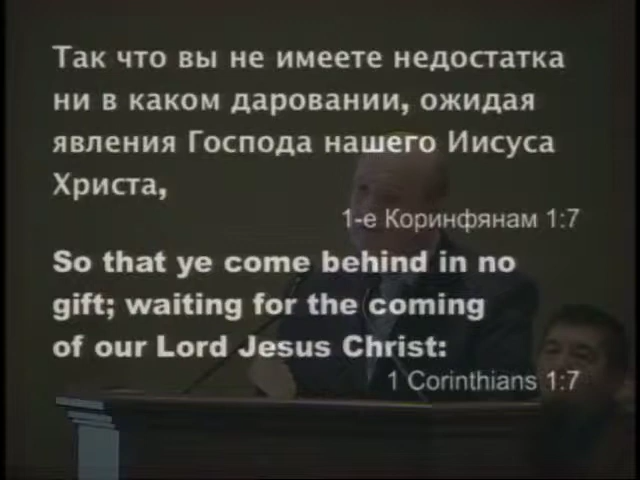 Так что вы не имеете недостатка
ни в каком даровании, ожидая
явления Господа нашего Иисуса
Христа,
1-е Коринфянам 1:7
So that ye come behind in no
gift; waiting for the coming
of our Lord Jesus Christ:
1 Corinthians 1:7